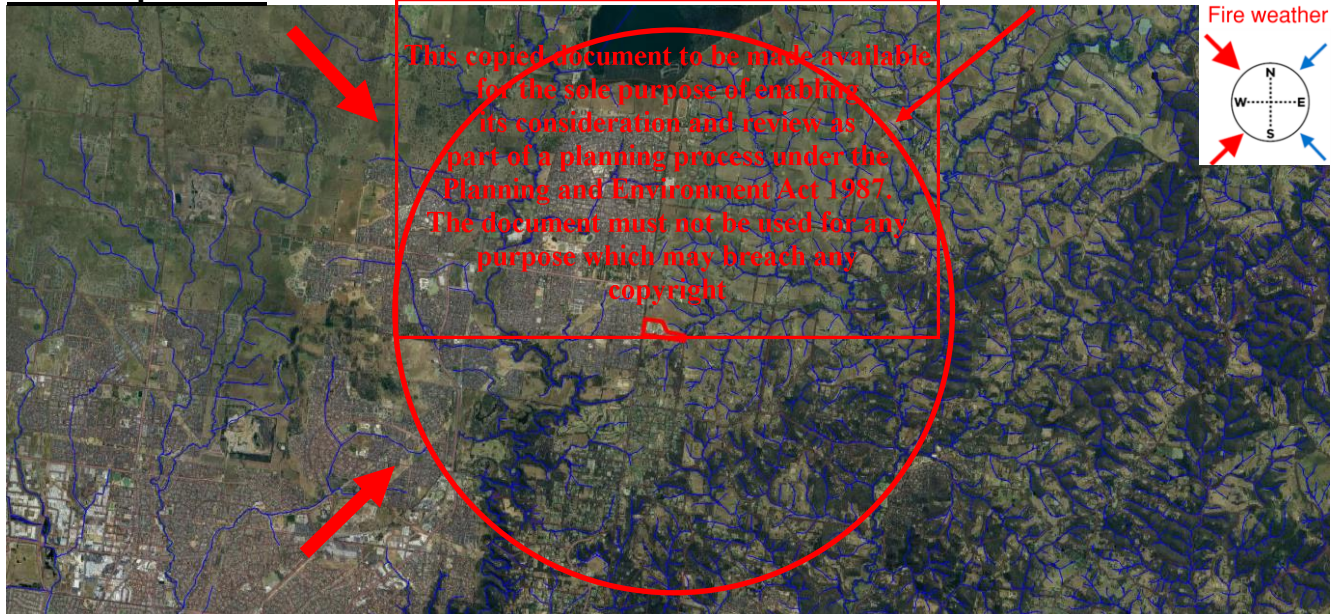 Fire weather
N
W E
S
This copied document to be made available
for the sole purpose of enabling
its consideration and review as
part of a planning process under the
Planning and Environment Act 1987.
The document must not be used for any
purpose which may breach any
copyright